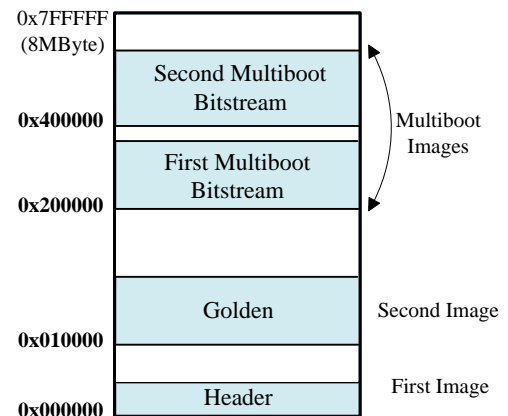 0x7FFFFF
(8MByte)
Second Multiboot
Bitstream
0x400000
Multiboot
Images
First Multiboot
Bitstream
0x200000
Golden
Second Image
0x010000
First Image
Header
0x000000